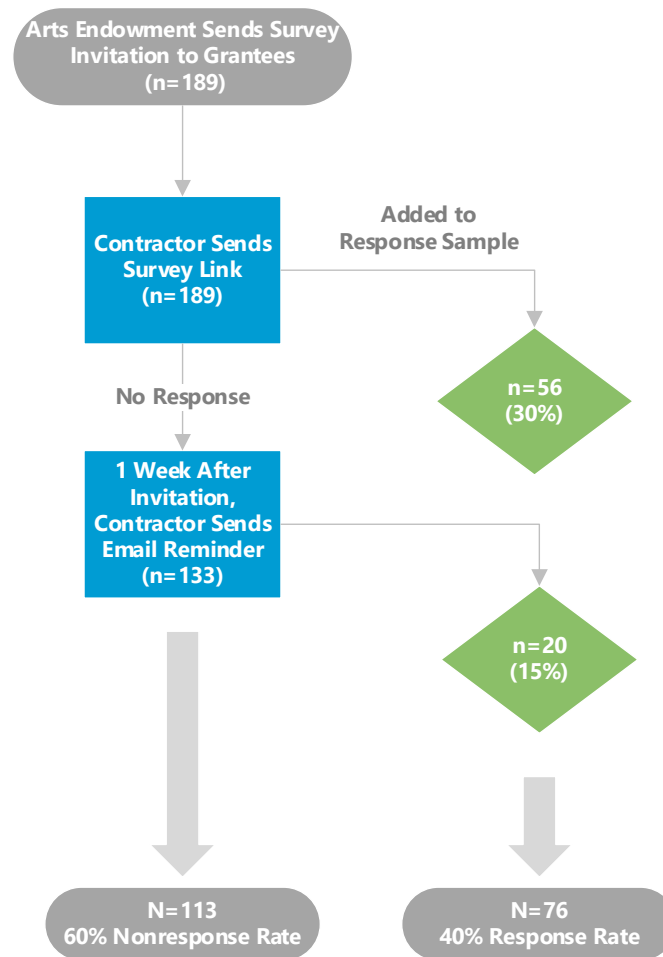 Arts Endowment Sends Survey
Invitation to Grantees
(n=189)
Contractor Sends
Survey Link
(n=189)
Added to
Response Sample
n=56
(30%)
No Response
1 Week After
Invitation,
Contractor Sends
Email Reminder
(n=133)
n=20
(15%)
N=113
60% Nonresponse Rate
N=76
40% Response Rate